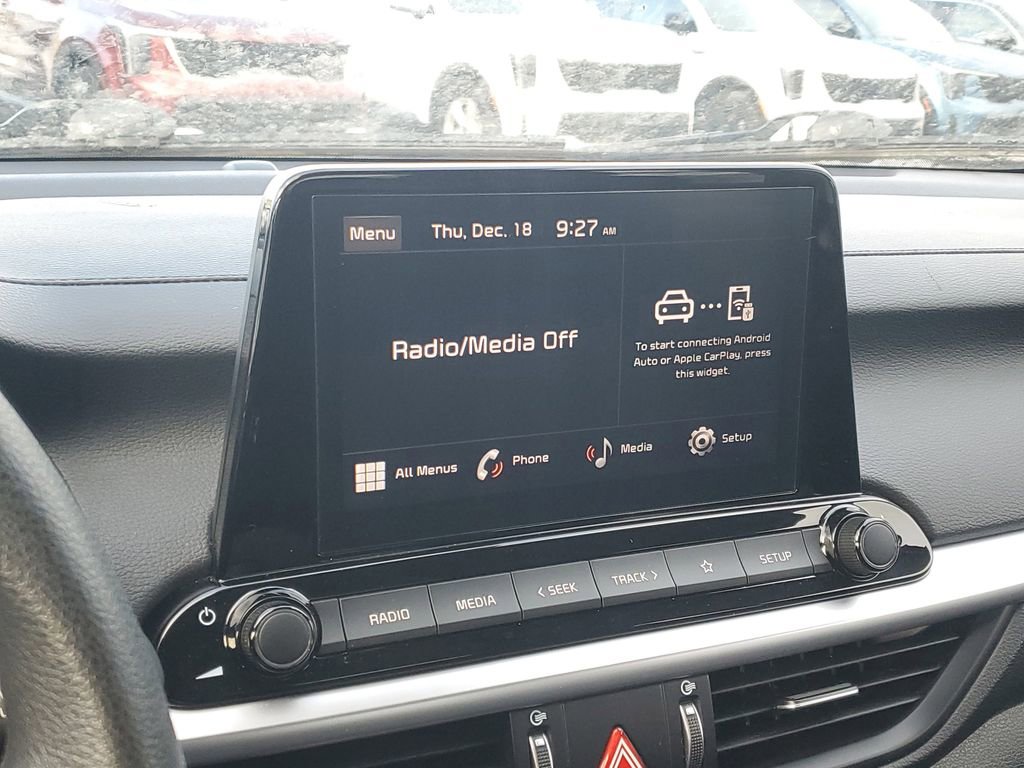 Menu
Thu, Dec. 18
9:27 AM
Radio/Media Off
To start connecting Android
Auto or Apple CarPlay, press
this widget.
All Menus
Phone
Media
Setup
RADIO
MEDIA
< SEEK
TRACK >
SETUP